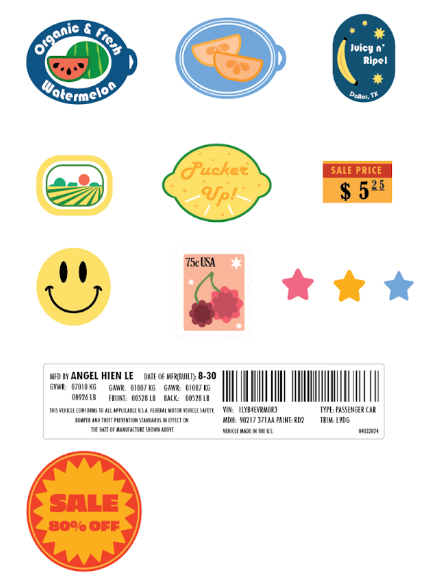 Organic & Fresh
Watermelon
Juicy n'
Ripe!
Dallas, TX
Pucker
Up!
SALE PRICE
$ 5 25
75c USA
MFD BY ANGEL HIEN LE DATE OF MFR(BUILT): 8-30
GVWR: 07010 KG GAWR: 01007 KG GAWR: 01007 KG
00926 LB FRONT: 00528 LB BACK: 00528 LB
THIS VEHICLE CONFORMS TO ALL APPLICABLE U.S.A. FEDERAL MOTOR VEHICLE SAFETY,
BUMPER AND THEFT PREVENTION STANDARDS IN EFFECT ON
THE DATE OF MANUFACTURE SHOWN ABOVE
VIN: 1LYB4EVRM0R3 TYPE: PASSENGER CAR
MDH: 90217 371AA PAINT: RD2 TRIM: L9DG
VEHICLE MADE IN THE U.S. 04032024
SALE
80% OFF